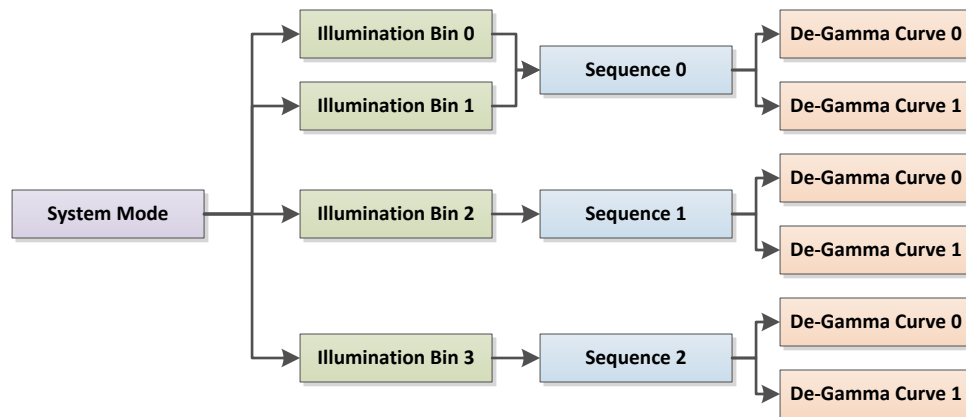 Illumination Bin 0
De-Gamma Curve 0
Sequence 0
Illumination Bin 1
De-Gamma Curve 1
De-Gamma Curve 0
System Mode
Illumination Bin 2
Sequence 1
De-Gamma Curve 1
De-Gamma Curve 0
Illumination Bin 3
Sequence 2
De-Gamma Curve 1